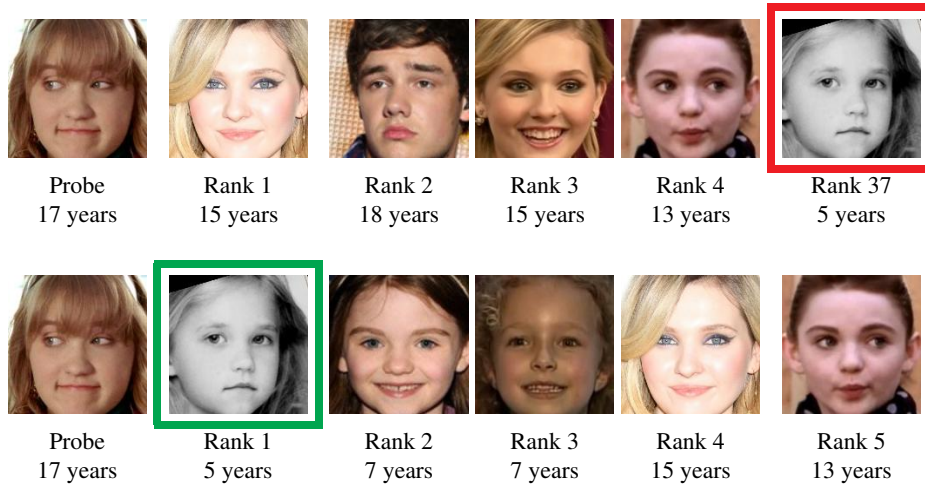 Probe Rank 1 Rank 2 Rank 3 Rank 4 Rank 37
17 years 15 years 18 years 15 years 13 years 5 years
Probe Rank 1 Rank 2 Rank 3 Rank 4 Rank 5
17 years 5 years 7 years 7 years 15 years 13 years